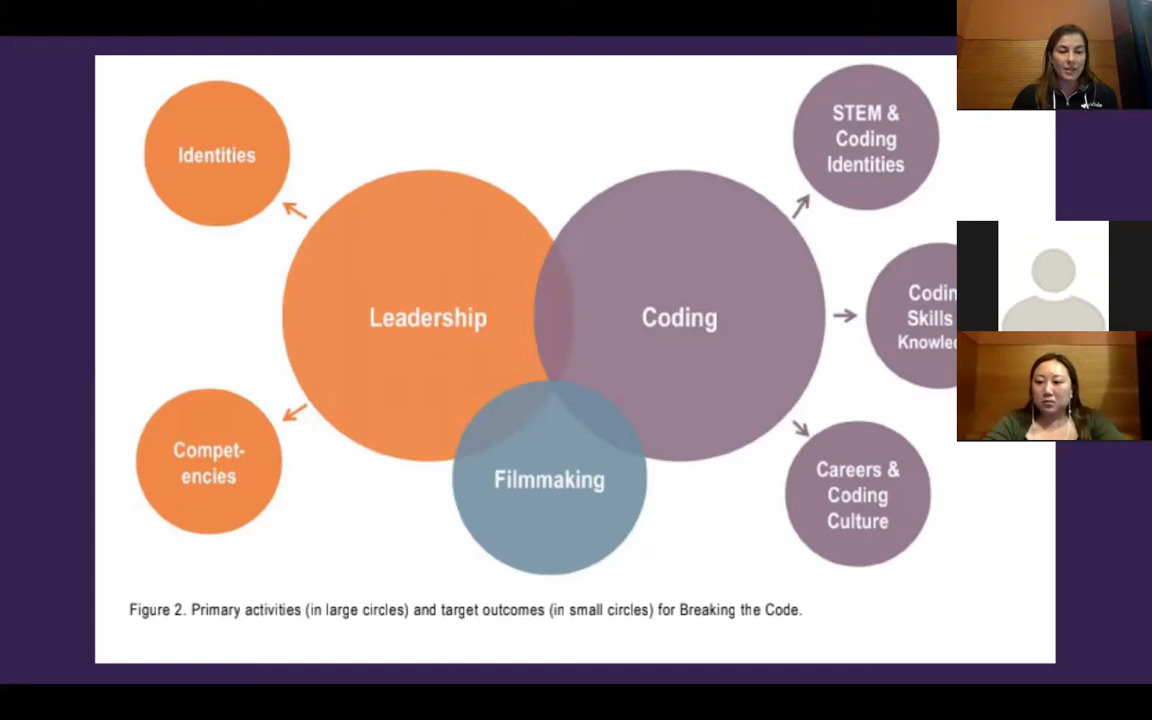 Identities
STEM &
Coding
Identities
Leadership
Coding
Skills
Compet-
encies
Filmmaking
Careers &
Coding
Culture
Figure 2. Primary activities (in large circles) and target outcomes (in small circles) for Breaking the Code.